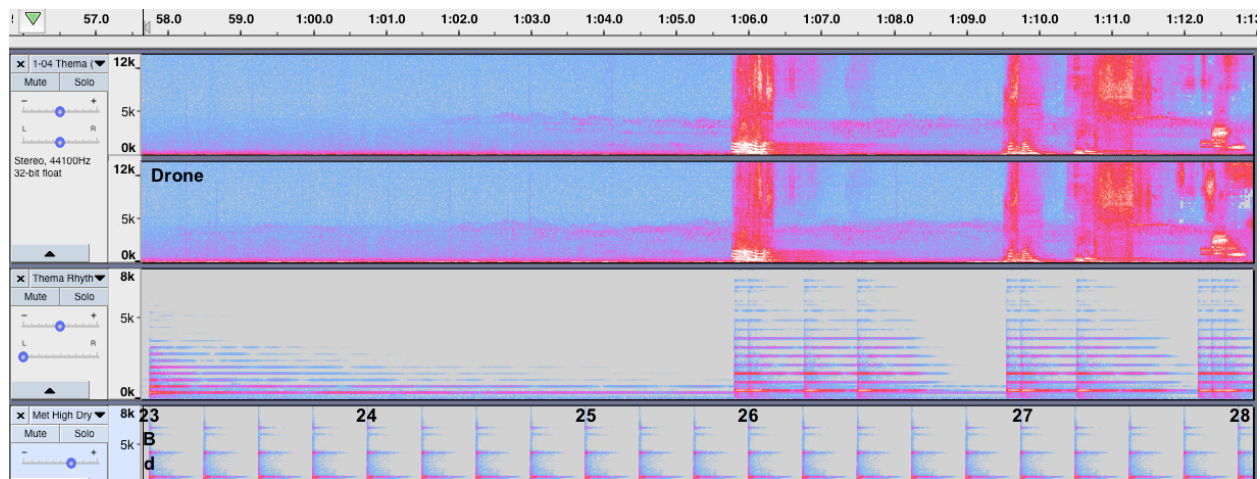 57.0 58.0 59.0 1:00.0 1:01.0 1:02.0 1:03.0 1:04.0 1:05.0 1:06.0 1:07.0 1:08.0 1:09.0 1:10.0 1:11.0 1:12.0
× 1-04 Thema (
Mute Solo
- +
L R
Stereo, 44100Hz
32-bit float
12k
5k
0k
12k
5k
0k
Drone
× Thema Rhyth
Mute Solo
- +
L R
8k
5k
0k
× Met High Dry
Mute Solo
- +
8k
5k
23 24 25 26 27 28
B
d